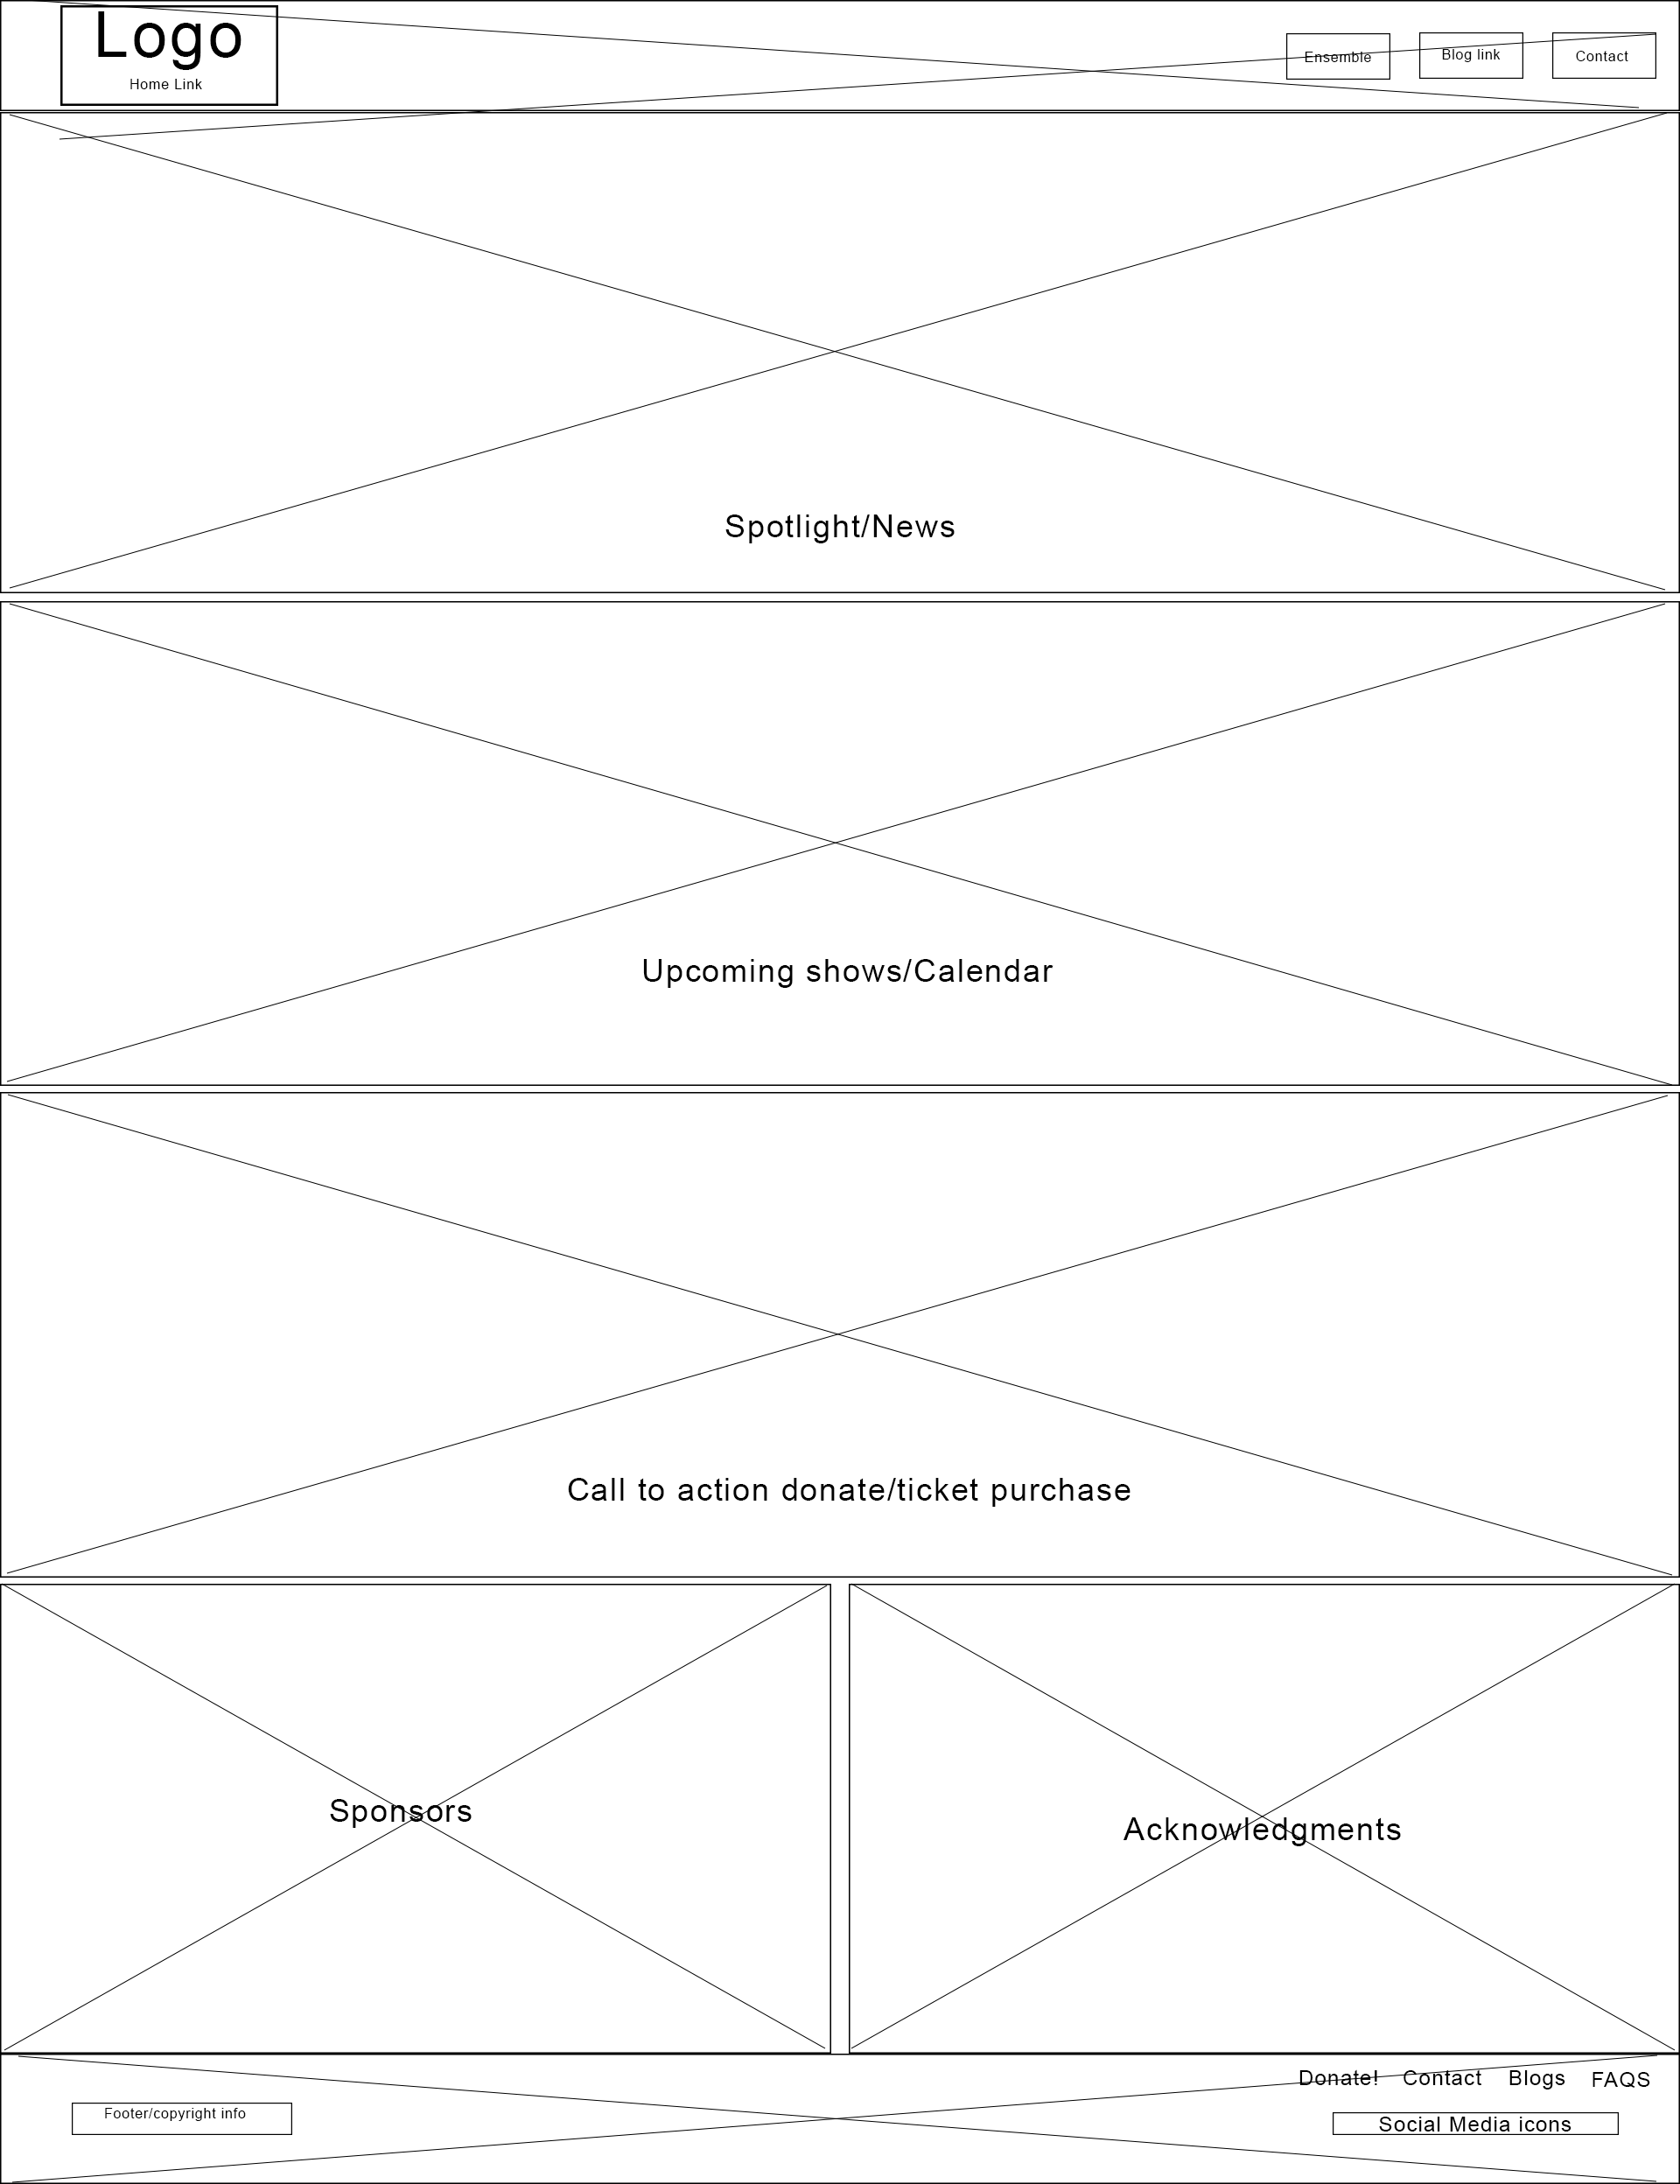 Logo
Home Link
Ensemble
Blog link
Contact
Spotlight/News
Upcoming shows/Calendar
Call to action donate/ticket purchase
Sponsors
Acknowledgments
Donate! Contact Blogs FAQS
Footer/copyright info
Social Media icons